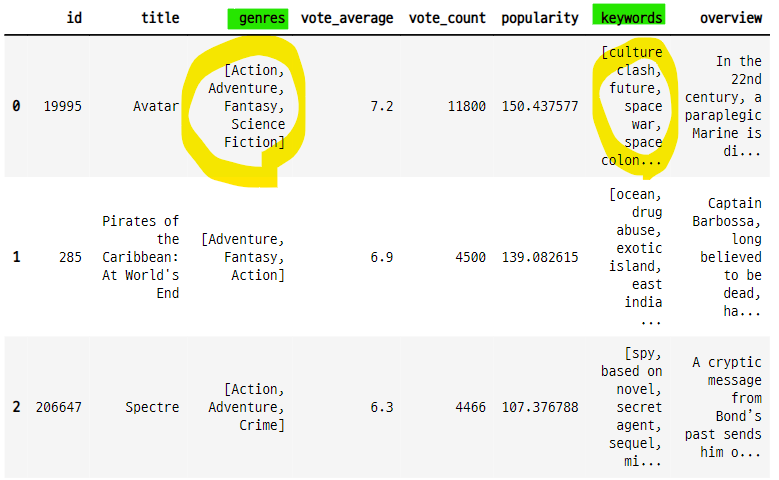 id title genres vote_average vote_count popularity keywords overview
0 19995 Avatar [Action, Adventure, Fantasy, Science Fiction] 7.2 11800 150.437577 [culture clash, future, space war, space colon... In the 22nd century, a paraplegic Marine is di...
1 285 Pirates of the Caribbean: At World's End [Adventure, Fantasy, Action] 6.9 4500 139.082615 [ocean, drug abuse, exotic island, east india ... Captain Barbossa, long believed to be dead, ha...
2 206647 Spectre [Action, Adventure, Crime] 6.3 4466 107.376788 [spy, based on novel, secret agent, sequel, mi... A cryptic message from Bond's past sends him o...